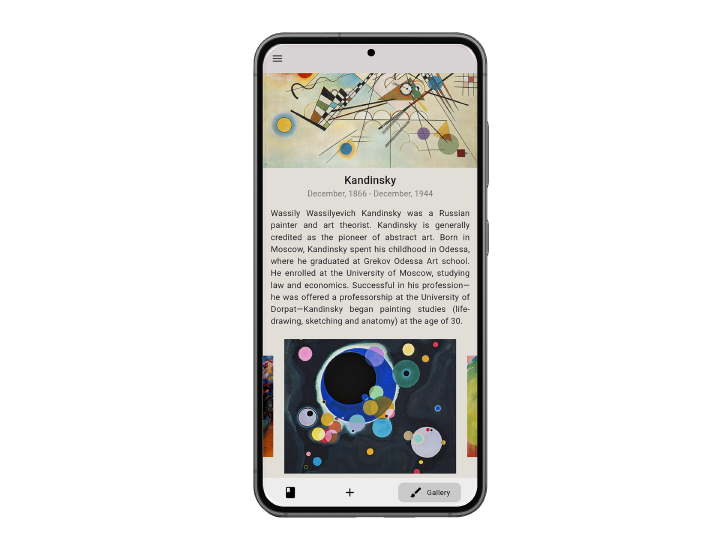 Kandinsky
December, 1866 - December, 1944
Wassily Wassilyevich Kandinsky was a Russian
painter and art theorist. Kandinsky is generally
credited as the pioneer of abstract art. Born in
Moscow, Kandinsky spent his childhood in Odessa,
where he graduated at Grekov Odessa Art school.
He enrolled at the University of Moscow, studying
law and economics. Successful in his profession—
he was offered a professorship at the University of
Dorpat—Kandinsky began painting studies (life-
drawing, sketching and anatomy) at the age of 30.
Gallery